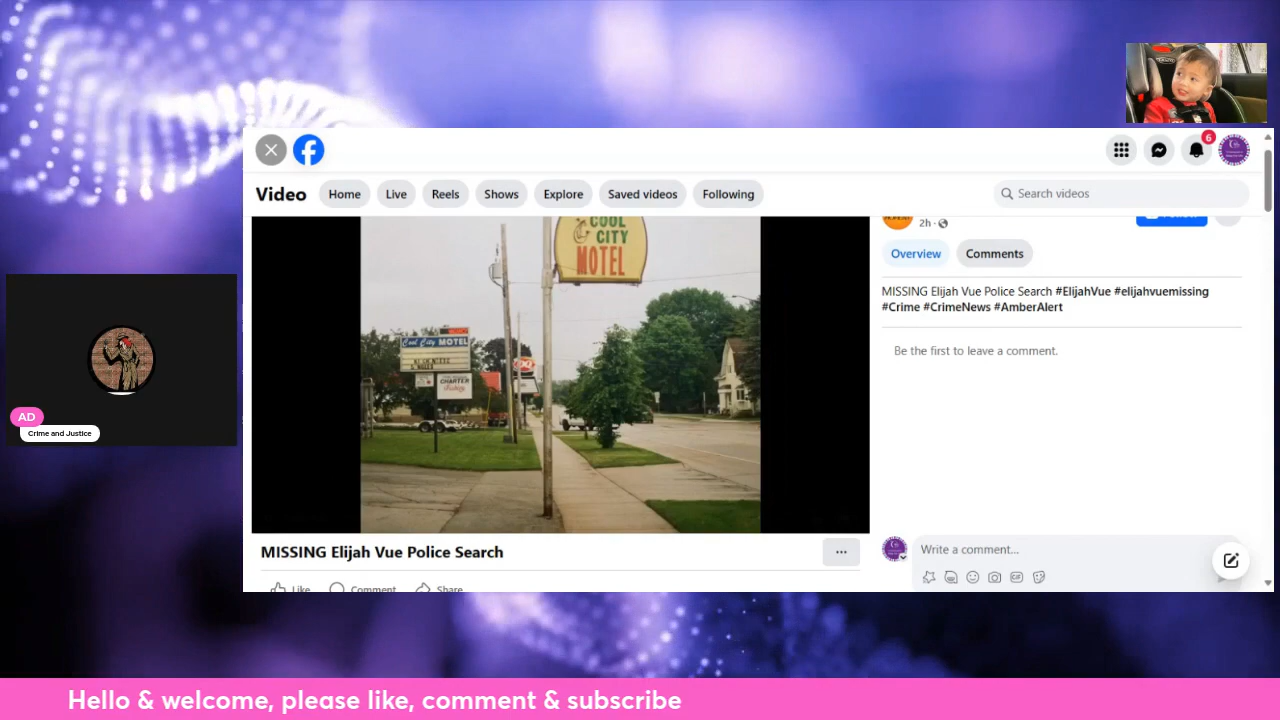 6
Video
Home
Live
Reels
Shows
Explore
Saved videos
Following
Search videos
COOL
CITY
MOTEL
Cool City MOTEL
CHARTER
2h
Overview
Comments
MISSING Elijah Vue Police Search #ElijahVue #elijahvuemissing
#Crime #CrimeNews #AmberAlert
Be the first to leave a comment.
AD
Crime and Justice
MISSING Elijah Vue Police Search
...
Write a comment...
GIF
Like
Comment
Share
Hello & welcome, please like, comment & subscribe